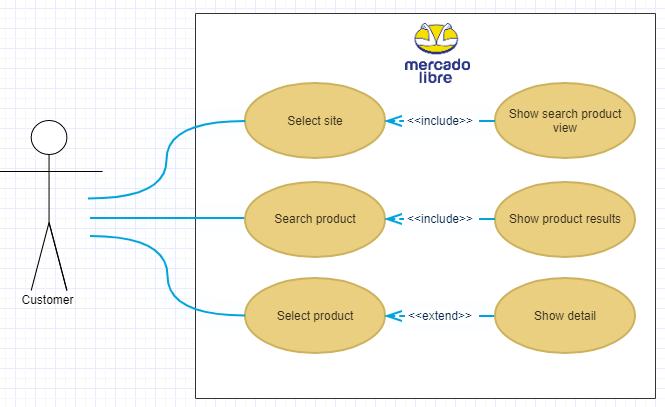 mercado
libre
Select site
<<include>>
Show search product
view
Search product
<<include>>
Show product results
Customer
Select product
<<extend>>
Show detail